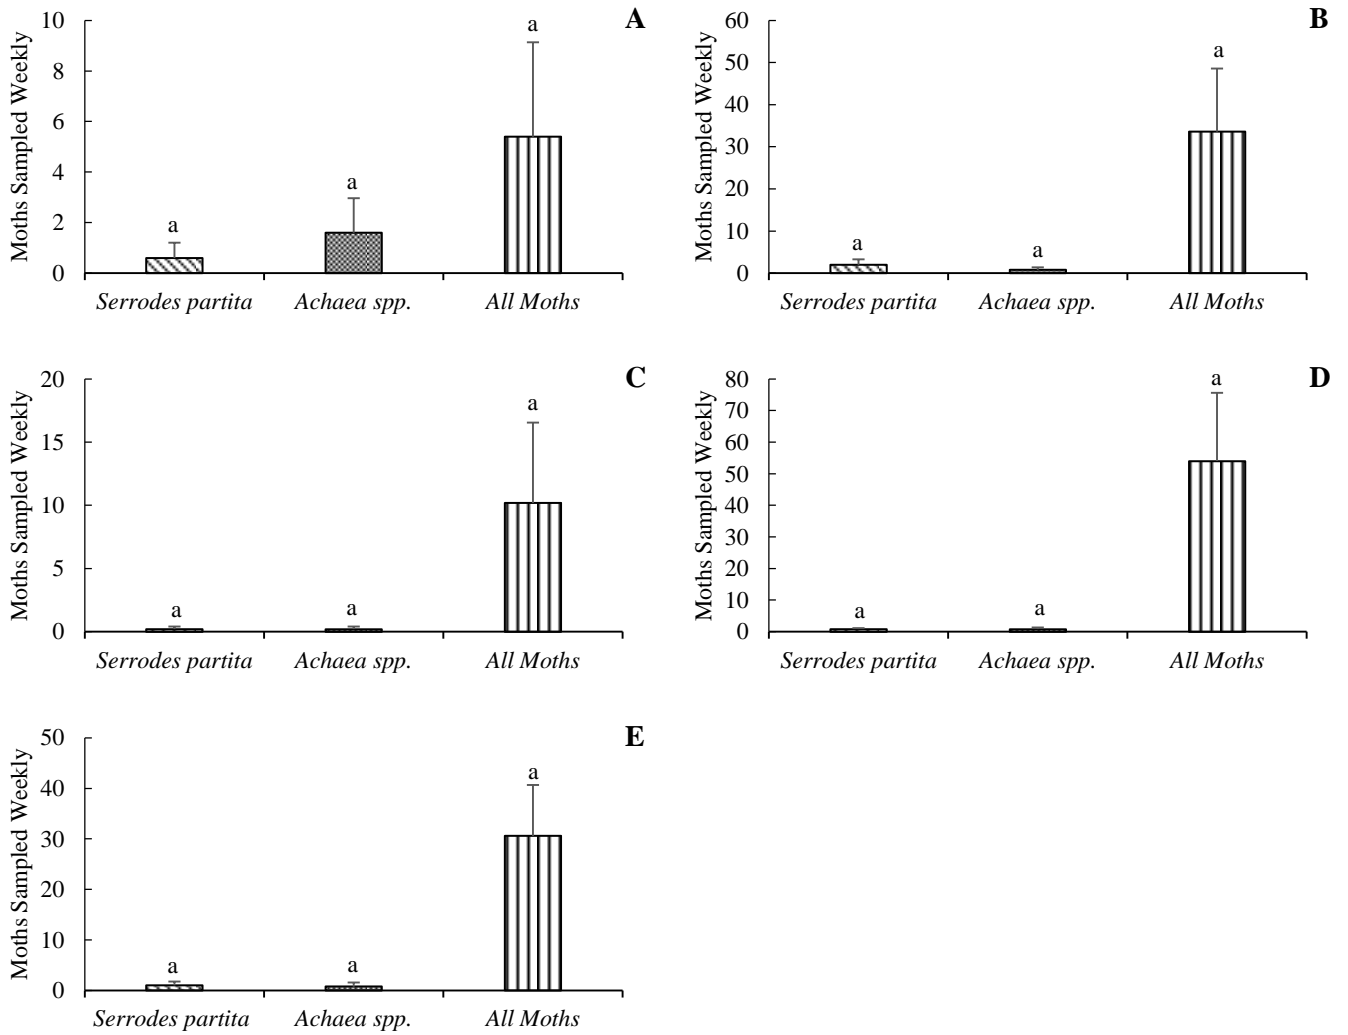 A
Moths Sampled Weekly
10
8
6
4
2
0
a
a
a
Serrodes partita
Achaea spp.
All Moths
B
Moths Sampled Weekly
60
50
40
30
20
10
0
a
a
a
Serrodes partita
Achaea spp.
All Moths
C
Moths Sampled Weekly
20
15
10
5
0
a
a
a
Serrodes partita
Achaea spp.
All Moths
D
Moths Sampled Weekly
80
70
60
50
40
30
20
10
0
a
a
a
Serrodes partita
Achaea spp.
All Moths
E
Moths Sampled Weekly
50
40
30
20
10
0
a
a
a
Serrodes partita
Achaea spp.
All Moths